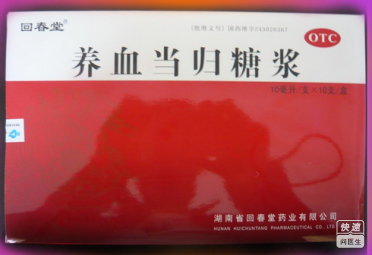 回春堂
OTC
养血当归糖浆
10毫升/支×10支/盒
湖南省回春堂药业有限公司
HUNAN HUICHUNTANG PHARMACEUTICAL CO., LTD
快速
问医生